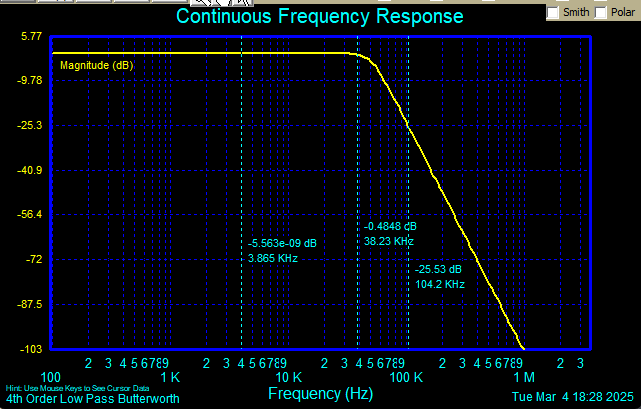 Continuous Frequency Response
Smith Polar
5.77
Magnitude (dB)
-9.78
-25.3
-40.9
-56.4
-0.4848 dB
38.23 KHz
-5.563e-09 dB
3.865 KHz
-72
-25.53 dB
104.2 KHz
-87.5
-103
2 3 4 5 6 7 8 9 2 3 4 5 6 7 8 9 2 3 4 5 6 7 8 9 2 3 4 5 6 7 8 9 2 3
100 1 K 10 K 100 K 1 M
Hint: Use Mouse Keys to See Cursor Data
4th Order Low Pass Butterworth
Frequency (Hz)
Tue Mar 4 18:28 2025